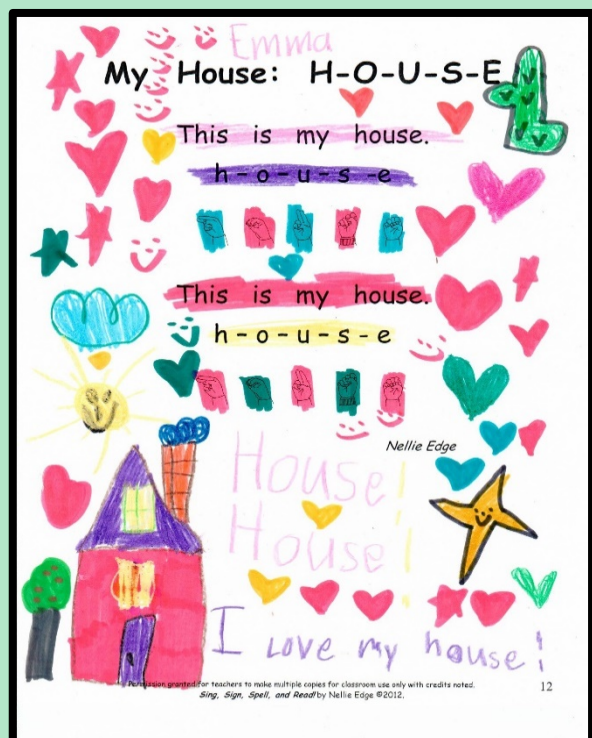 Emma
My House: H-O-U-S-E
This is my house.
h-o-u-s-e
This is my house.
h-o-u-s-e
Nellie Edge
House!
House!
I love my house!
Permission granted for teachers to make multiple copies for classroom use only with credits noted.
Sing, Sign, Spell, and Read! by Nellie Edge ©2012.
12